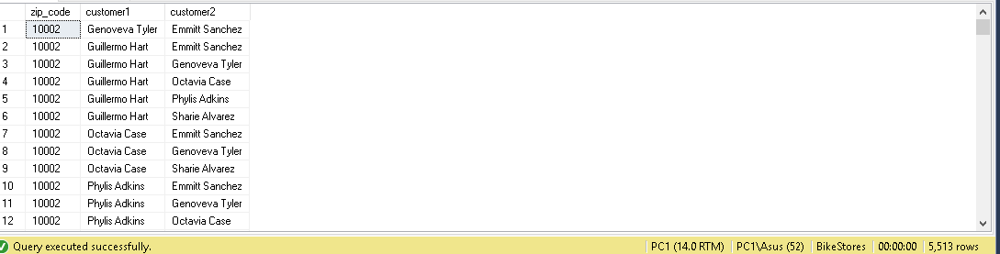 zip_code customer1 customer2
1 10002 Genoveva Tyler Emmitt Sanchez
2 10002 Guillermo Hart Emmitt Sanchez
3 10002 Guillermo Hart Genoveva Tyler
4 10002 Guillermo Hart Octavia Case
5 10002 Guillermo Hart Phylis Adkins
6 10002 Guillermo Hart Sharie Alvarez
7 10002 Octavia Case Emmitt Sanchez
8 10002 Octavia Case Genoveva Tyler
9 10002 Octavia Case Sharie Alvarez
10 10002 Phylis Adkins Emmitt Sanchez
11 10002 Phylis Adkins Genoveva Tyler
12 10002 Phylis Adkins Octavia Case
Query executed successfully. PC1 (14.0 RTM) PC1\Asus (52) BikeStores 00:00:00 5,513 rows